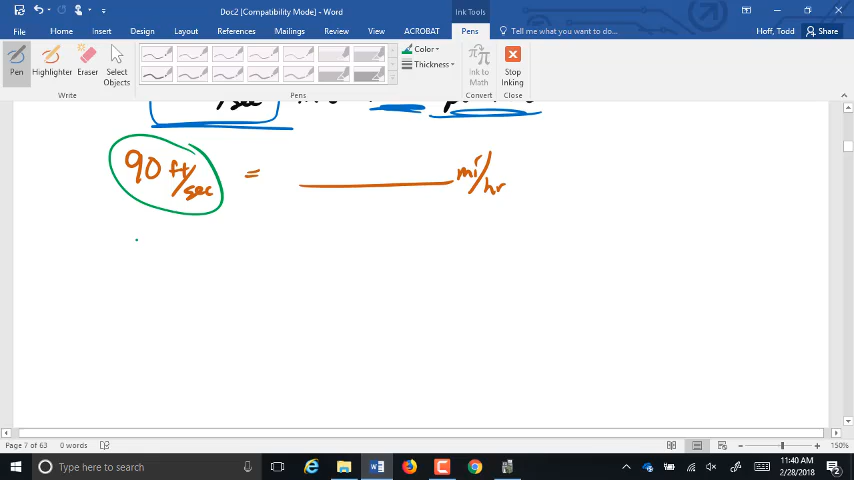 Doc2 [Compatibility Mode] - Word
Ink Tools
Hoff, Todd
File Home Insert Design Layout References Mailings Review View ACROBAT Pens Tell me what you want to do... Share
Pen Highlighter Eraser Select Objects
Color
Thickness
Ink to Math
Stop Inking
Write Pens Convert Close
/sec
90 ft/sec = mi/hr
Page 7 of 63 0 words 150%
Type here to search
11:40 AM
2/28/2018
2